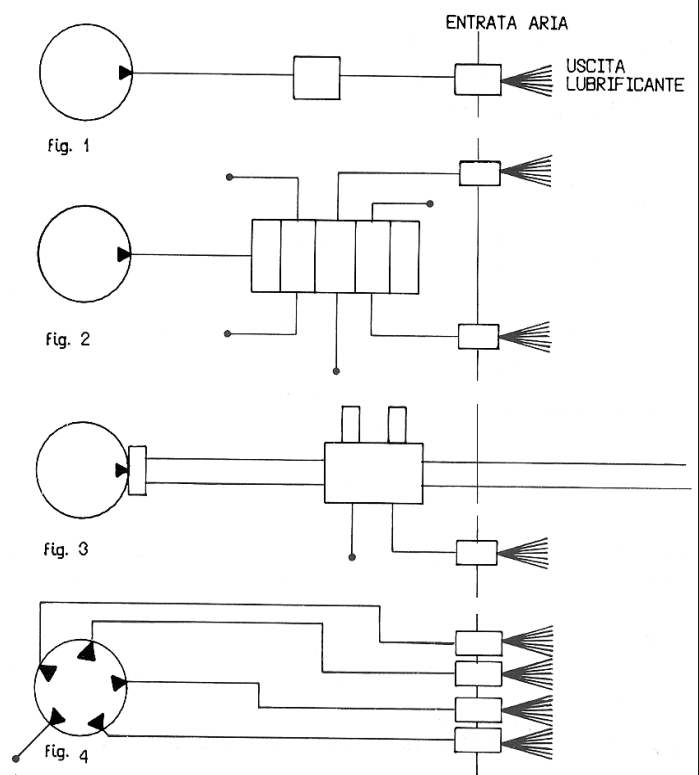 ENTRATA ARIA
USCITA
LUBRIFICANTE
fig. 1
fig. 2
fig. 3
fig. 4